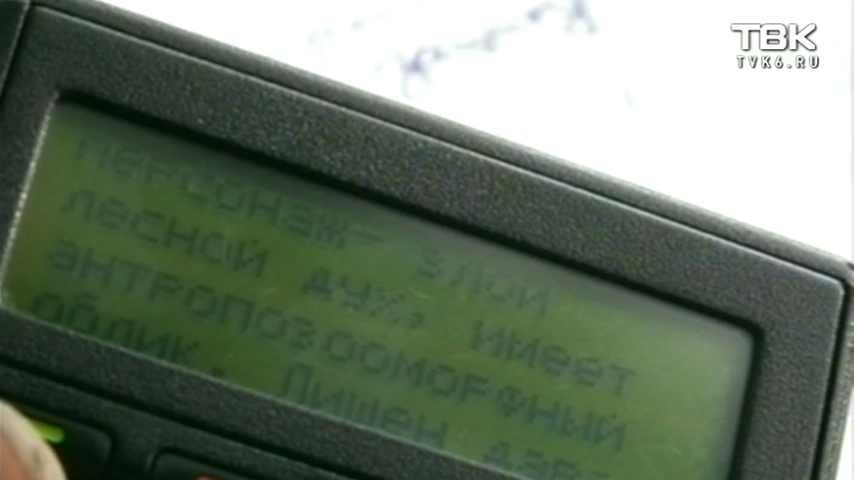 ТВК
TVK6.RU
персонаж- злой
лесной дух, имеет
антропозооморфный
облик. Лишен